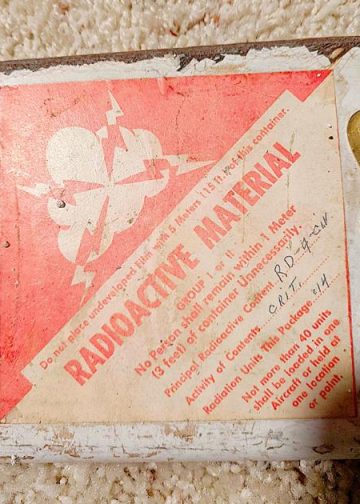 Do not place undeveloped film with 5 Meters (15 ft.) of this container.
RADIOACTIVE MATERIAL
GROUP I or II
No Person shall remain within 1 Meter
(3 feet) of container Unnecessarily.
Principal Radioactive Content R.D.
Activity of Contents CRIT.
Radiation Units This Package #14
Not more than 40 units
shall be loaded in one
Aircraft or held at
one location
or point.